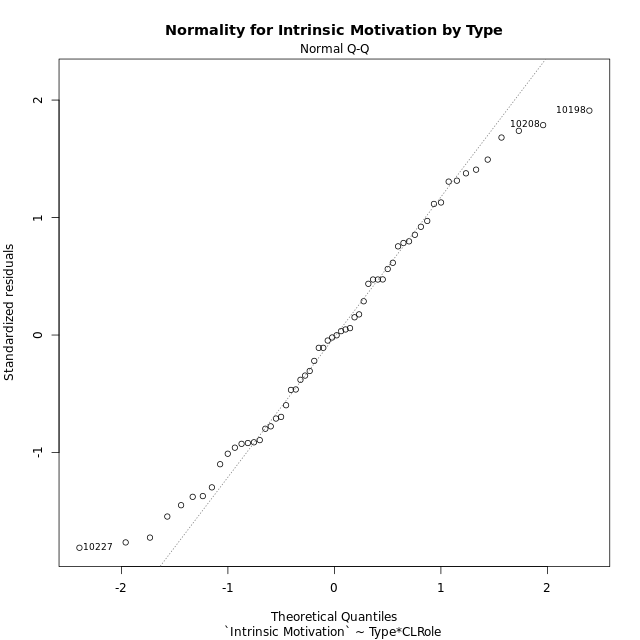 Normality for Intrinsic Motivation by Type
Normal Q-Q
Standardized residuals
2
1
0
-1
10198
10208
10227
-2 -1 0 1 2
Theoretical Quantiles
`Intrinsic Motivation` ~ Type*CLRole